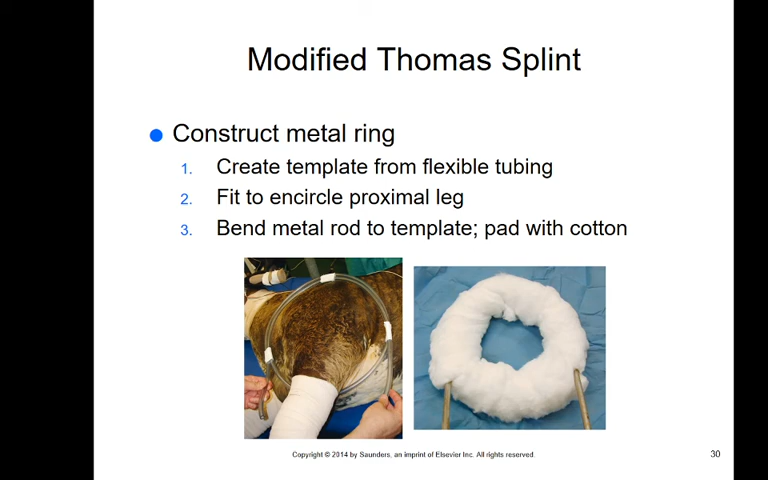 Modified Thomas Splint
Construct metal ring
1. Create template from flexible tubing
2. Fit to encircle proximal leg
3. Bend metal rod to template; pad with cotton
Copyright © 2014 by Saunders, an imprint of Elsevier Inc. All rights reserved.
30